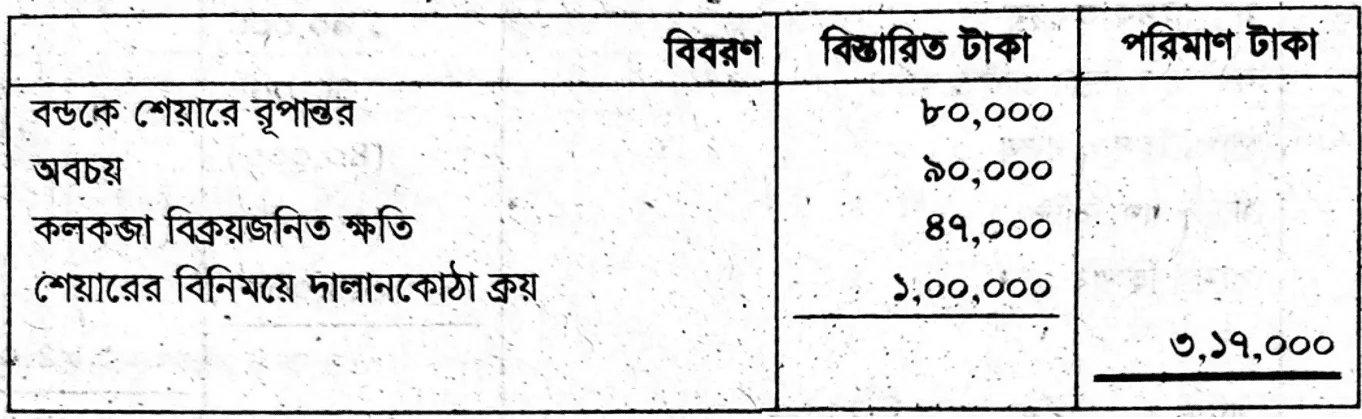 বিবরণ বিস্তারিত টাকা পরিমাণ টাকা
বন্ডকে শেয়ারে রূপান্তর ৮০,০০০
অবচয় ৯০,০০০
কলকব্জা বিক্রয়জনিত ক্ষতি ৪৭,০০০
শেয়ারের বিনিময়ে দালানকোঠা ক্রয় ১,০০,০০০
৩,১৭,০০০